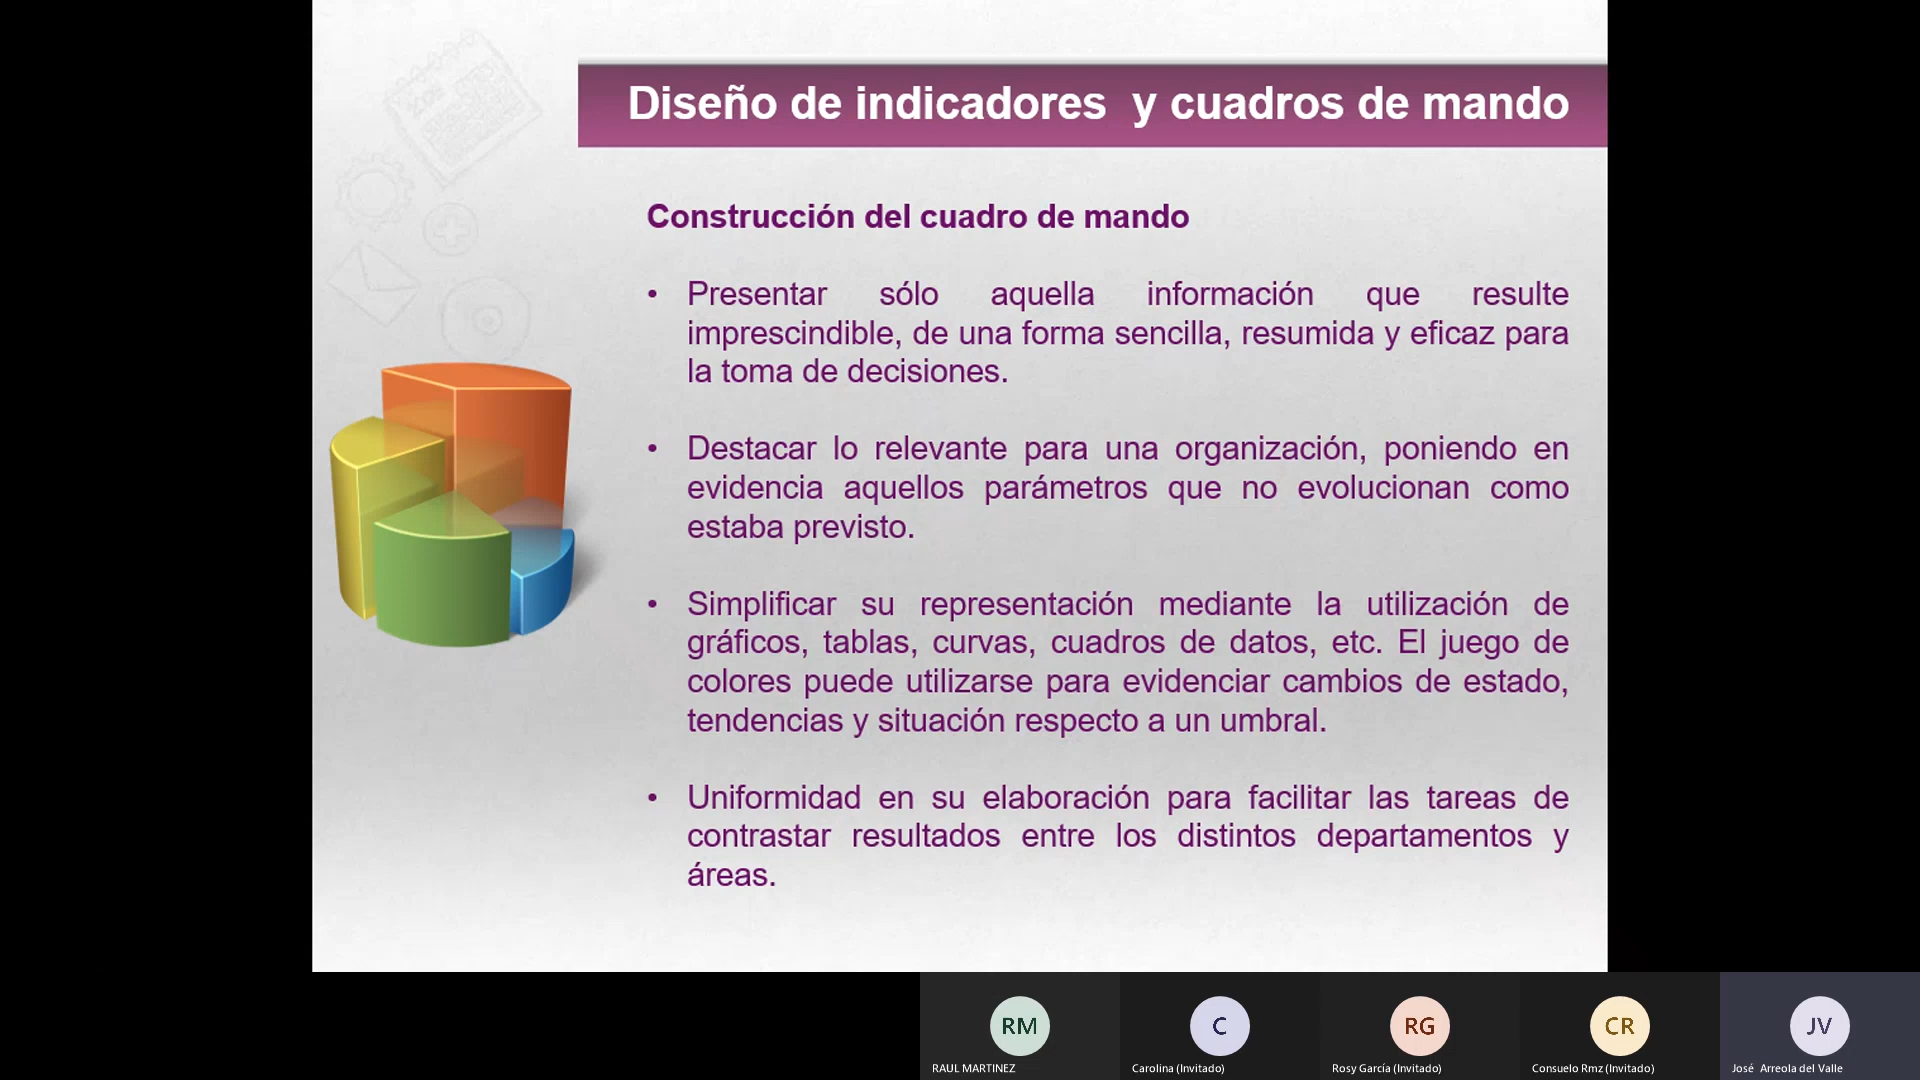 Diseño de indicadores y cuadros de mando
Construcción del cuadro de mando
• Presentar sólo aquella información que resulte
imprescindible, de una forma sencilla, resumida y eficaz para
la toma de decisiones.
• Destacar lo relevante para una organización, poniendo en
evidencia aquellos parámetros que no evolucionan como
estaba previsto.
• Simplificar su representación mediante la utilización de
gráficos, tablas, curvas, cuadros de datos, etc. El juego de
colores puede utilizarse para evidenciar cambios de estado,
tendencias y situación respecto a un umbral.
• Uniformidad en su elaboración para facilitar las tareas de
contrastar resultados entre los distintos departamentos y
áreas.
RM
RAUL MARTINEZ
C
Carolina (Invitado)
RG
Rosy García (Invitado)
CR
Consuelo Rmz (Invitado)
JV
José Arreola del Valle